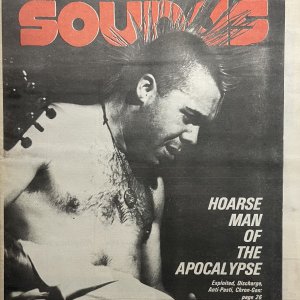 SOUNDS
HOARSE
MAN
OF
THE
APOCALYPSE
Exploited, Discharge,
Anti-Pasti, Chron-Gen:
page 26